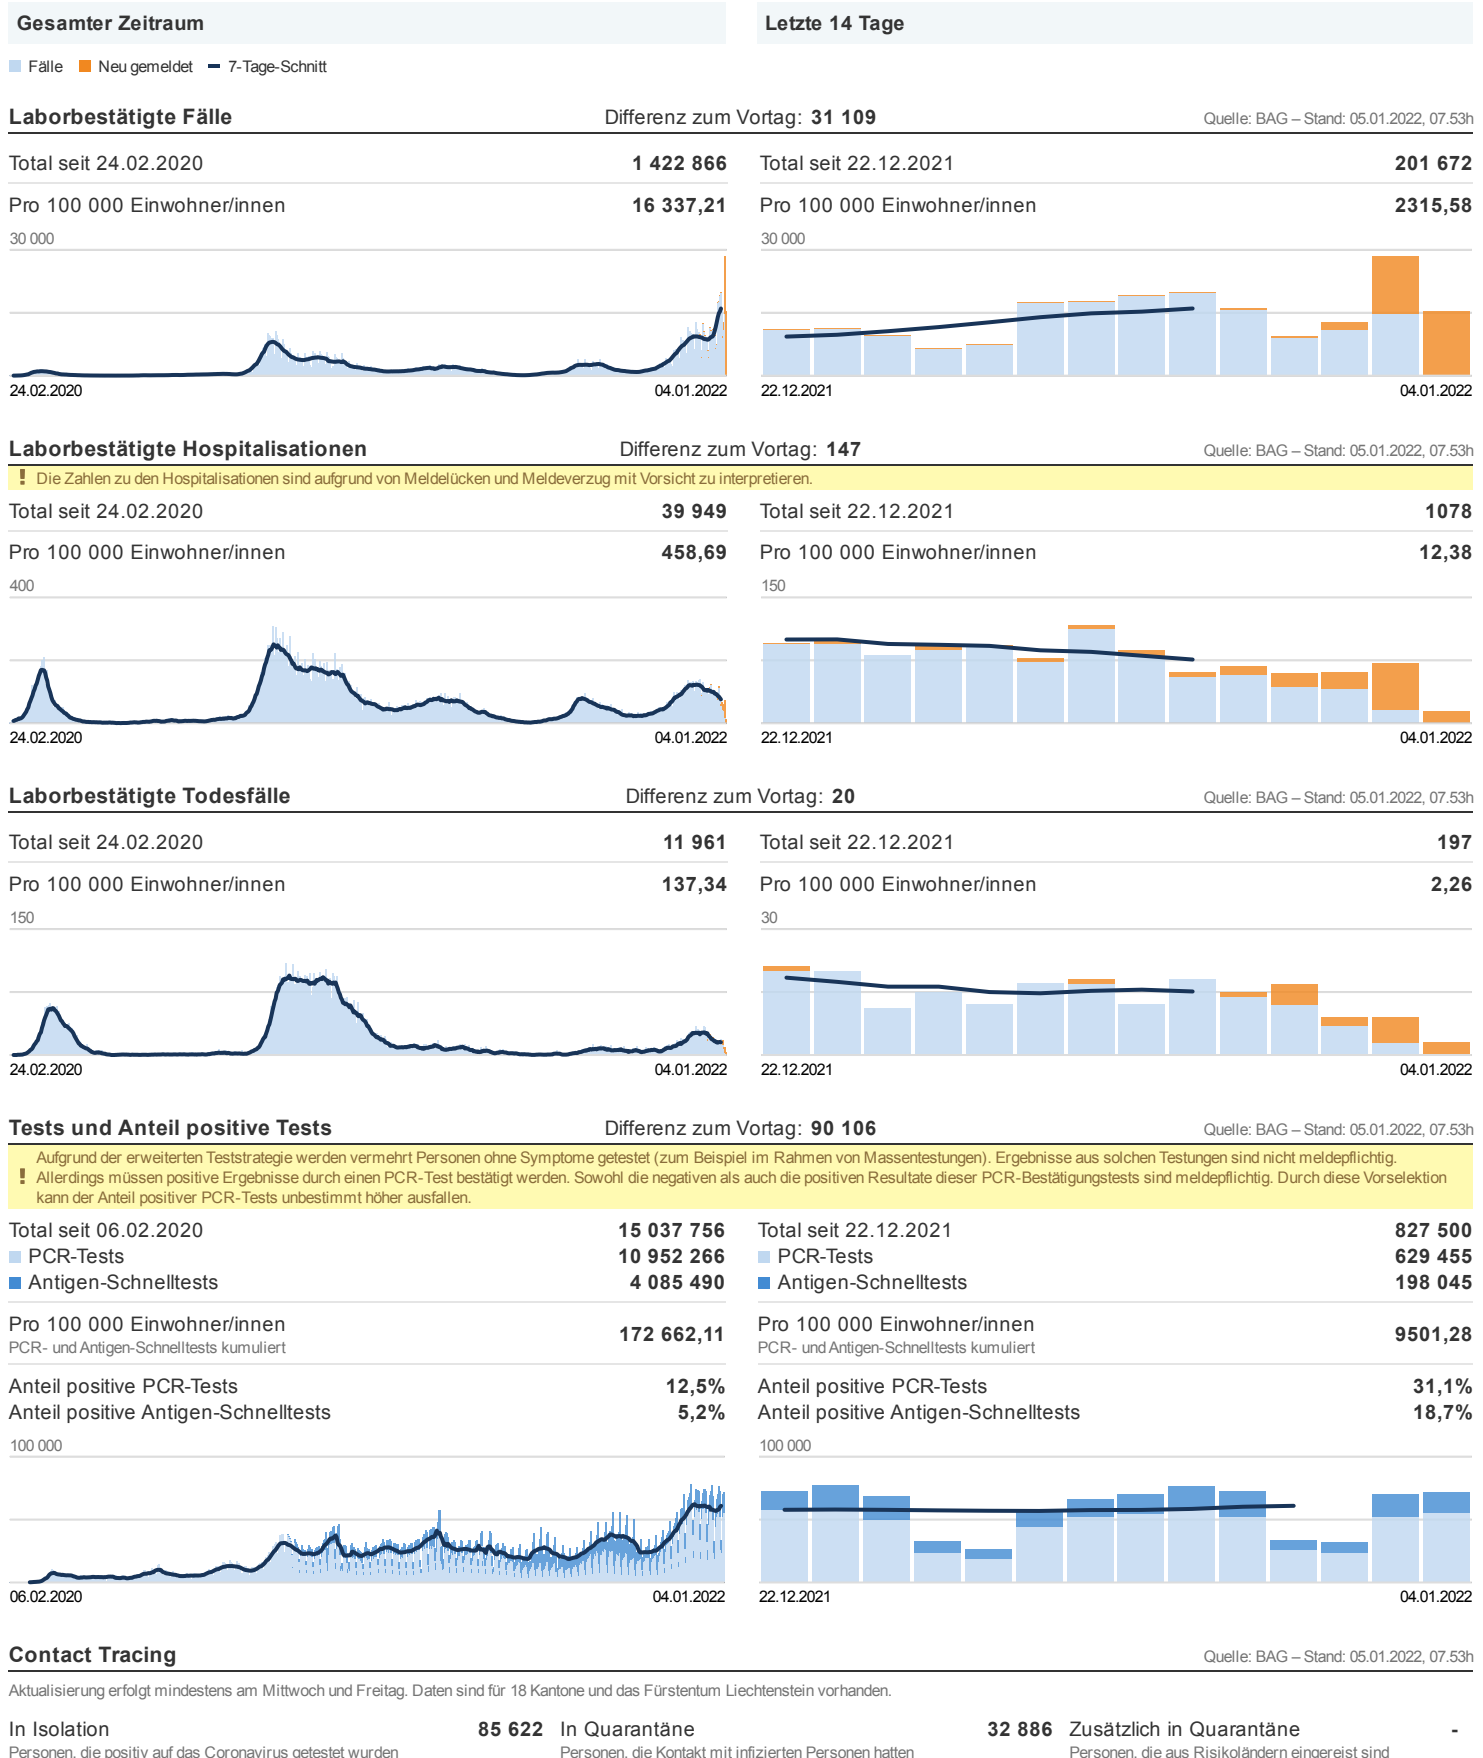 Gesamter Zeitraum
Letzte 14 Tage
Fälle Neu gemeldet 7-Tage-Schnitt
Laborbestätigte Fälle Differenz zum Vortag: 31 109 Quelle: BAG – Stand: 05.01.2022, 07.53h
Total seit 24.02.2020 1 422 866
Pro 100 000 Einwohner/innen 16 337,21
30 000
24.02.2020 04.01.2022
Total seit 22.12.2021 201 672
Pro 100 000 Einwohner/innen 2315,58
30 000
22.12.2021 04.01.2022
Laborbestätigte Hospitalisationen Differenz zum Vortag: 147 Quelle: BAG – Stand: 05.01.2022, 07.53h
! Die Zahlen zu den Hospitalisationen sind aufgrund von Meldelücken und Meldeverzug mit Vorsicht zu interpretieren.
Total seit 24.02.2020 39 949
Pro 100 000 Einwohner/innen 458,69
400
24.02.2020 04.01.2022
Total seit 22.12.2021 1078
Pro 100 000 Einwohner/innen 12,38
150
22.12.2021 04.01.2022
Laborbestätigte Todesfälle Differenz zum Vortag: 20 Quelle: BAG – Stand: 05.01.2022, 07.53h
Total seit 24.02.2020 11 961
Pro 100 000 Einwohner/innen 137,34
150
24.02.2020 04.01.2022
Total seit 22.12.2021 197
Pro 100 000 Einwohner/innen 2,26
30
22.12.2021 04.01.2022
Tests und Anteil positive Tests Differenz zum Vortag: 90 106 Quelle: BAG – Stand: 05.01.2022, 07.53h
Aufgrund der erweiterten Teststrategie werden vermehrt Personen ohne Symptome getestet (zum Beispiel im Rahmen von Massentestungen). Ergebnisse aus solchen Testungen sind nicht meldepflichtig.
! Allerdings müssen positive Ergebnisse durch einen PCR-Test bestätigt werden. Sowohl die negativen als auch die positiven Resultate dieser PCR-Bestätigungstests sind meldepflichtig. Durch diese Vorselektion
kann der Anteil positiver PCR-Tests unbestimmt höher ausfallen.
Total seit 06.02.2020 15 037 756
PCR-Tests 10 952 266
Antigen-Schnelltests 4 085 490
Pro 100 000 Einwohner/innen 172 662,11
PCR- und Antigen-Schnelltests kumuliert
Anteil positive PCR-Tests 12,5%
Anteil positive Antigen-Schnelltests 5,2%
100 000
06.02.2020 04.01.2022
Total seit 22.12.2021 827 500
PCR-Tests 629 455
Antigen-Schnelltests 198 045
Pro 100 000 Einwohner/innen 9501,28
PCR- und Antigen-Schnelltests kumuliert
Anteil positive PCR-Tests 31,1%
Anteil positive Antigen-Schnelltests 18,7%
100 000
22.12.2021 04.01.2022
Contact Tracing Quelle: BAG – Stand: 05.01.2022, 07.53h
Aktualisierung erfolgt mindestens am Mittwoch und Freitag. Daten sind für 18 Kantone und das Fürstentum Liechtenstein vorhanden.
In Isolation 85 622
Personen, die positiv auf das Coronavirus getestet wurden
In Quarantäne 32 886
Personen, die Kontakt mit infizierten Personen hatten
Zusätzlich in Quarantäne -
Personen, die aus Risikoländern eingereist sind